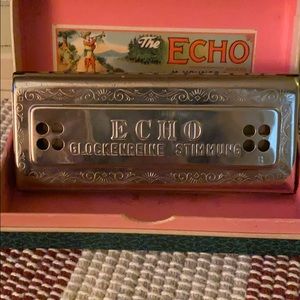 The ECHO
ECHO
GLOCKENREINE STIMMUNG